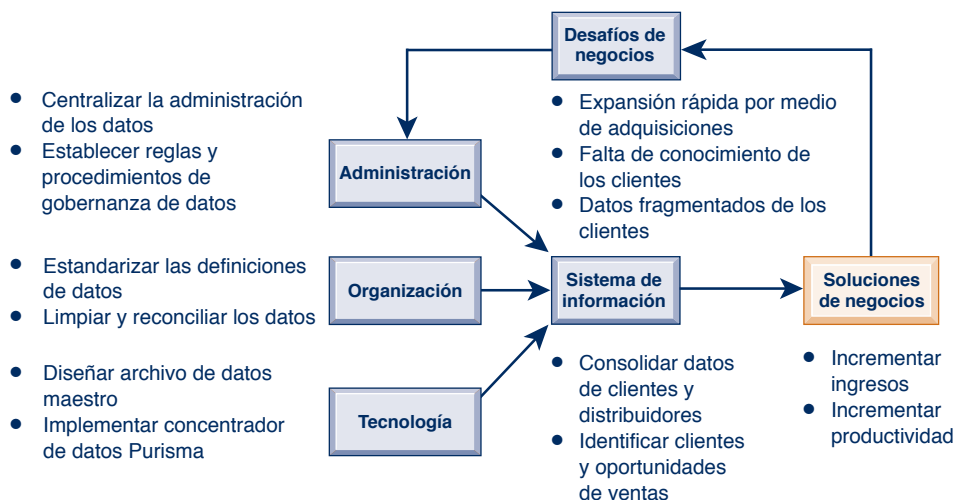 Desafíos de
negocios
Centralizar la administración
de los datos
Establecer reglas y
procedimientos de
gobernanza de datos
Administración
Expansión rápida por medio
de adquisiciones
Falta de conocimiento de
los clientes
Datos fragmentados de los
clientes
Estandarizar las definiciones
de datos
Limpiar y reconciliar los datos
Organización
Sistema de
información
Soluciones
de negocios
Diseñar archivo de datos
maestro
Implementar concentrador
de datos Purisma
Tecnología
Consolidar datos
de clientes y
distribuidores
Identificar clientes
y oportunidades
de ventas
Incrementar
ingresos
Incrementar
productividad